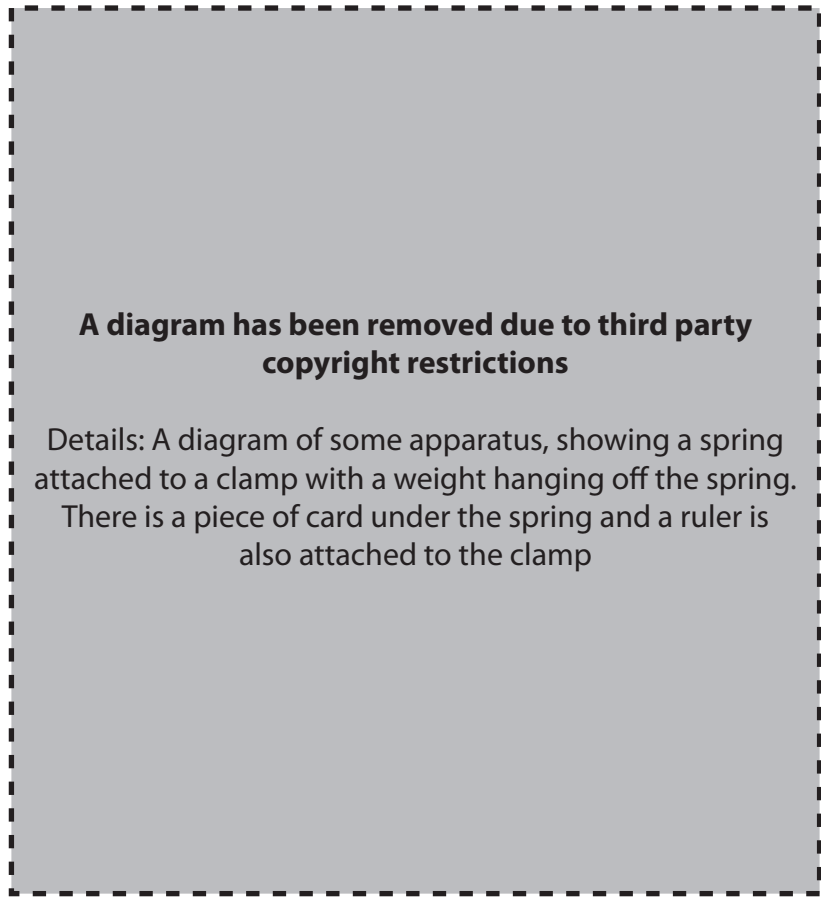 A diagram has been removed due to third party
copyright restrictions
Details: A diagram of some apparatus, showing a spring
attached to a clamp with a weight hanging off the spring.
There is a piece of card under the spring and a ruler is
also attached to the clamp